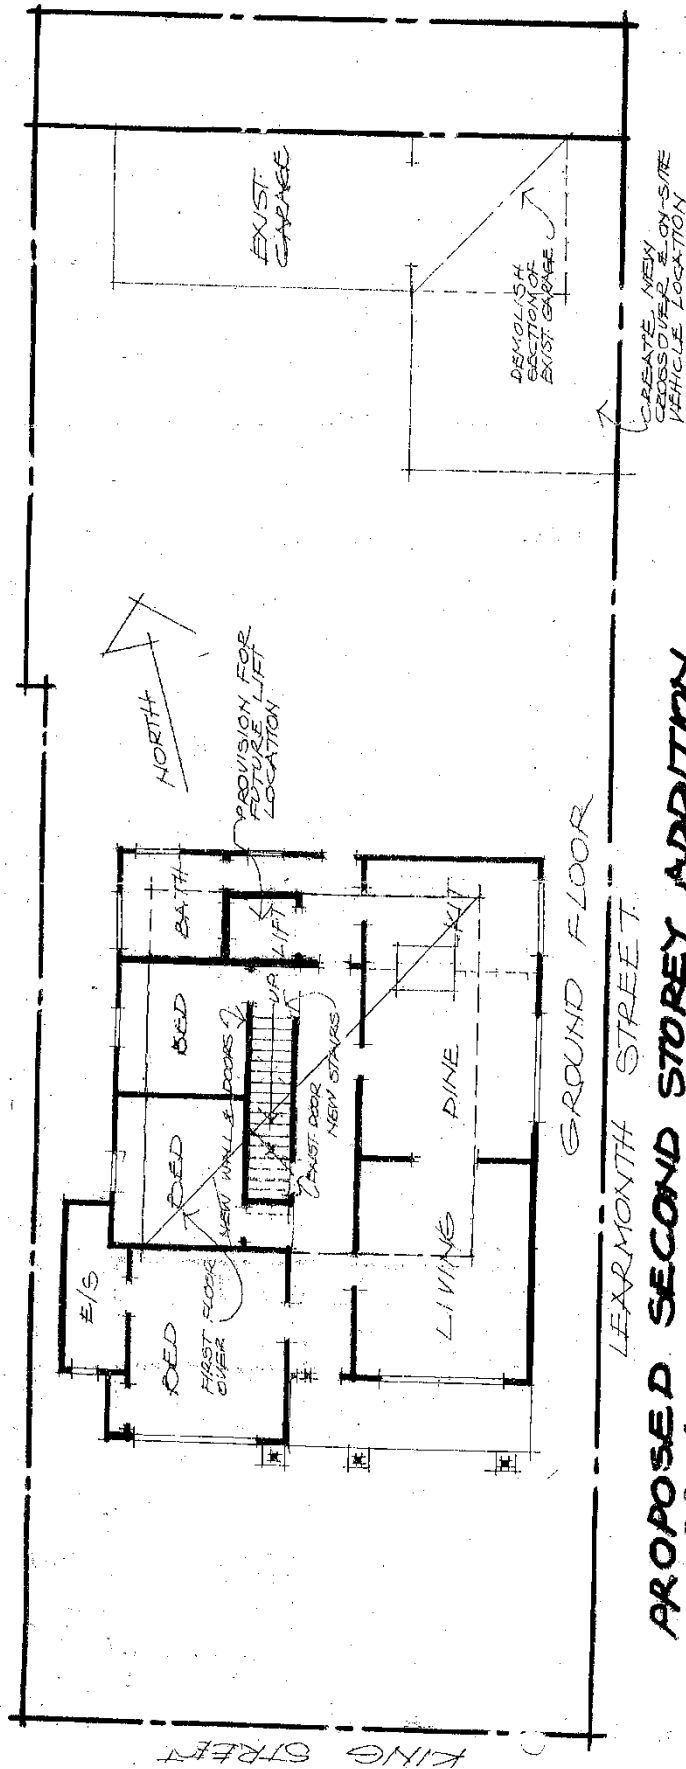 EXIST.
GARAGE
DEMOLISH
SECTION OF
EXIST. GARAGE
CREATE NEW
CROSSOVER & ON-SITE
VEHICLE LOCATION
NORTH
PROVISION FOR
FUTURE LIFT
LOCATION
BATH
LIFT
KIT
BED
UP
NEW WALL & DOORS
EXIST. DOOR
NEW STAIRS
DINE
BED
E/S
BED
FIRST FLOOR
OVER
LIVING
GROUND FLOOR
LEARMONTH STREET.
PROPOSED SECOND STOREY ADDITION
KING STREET